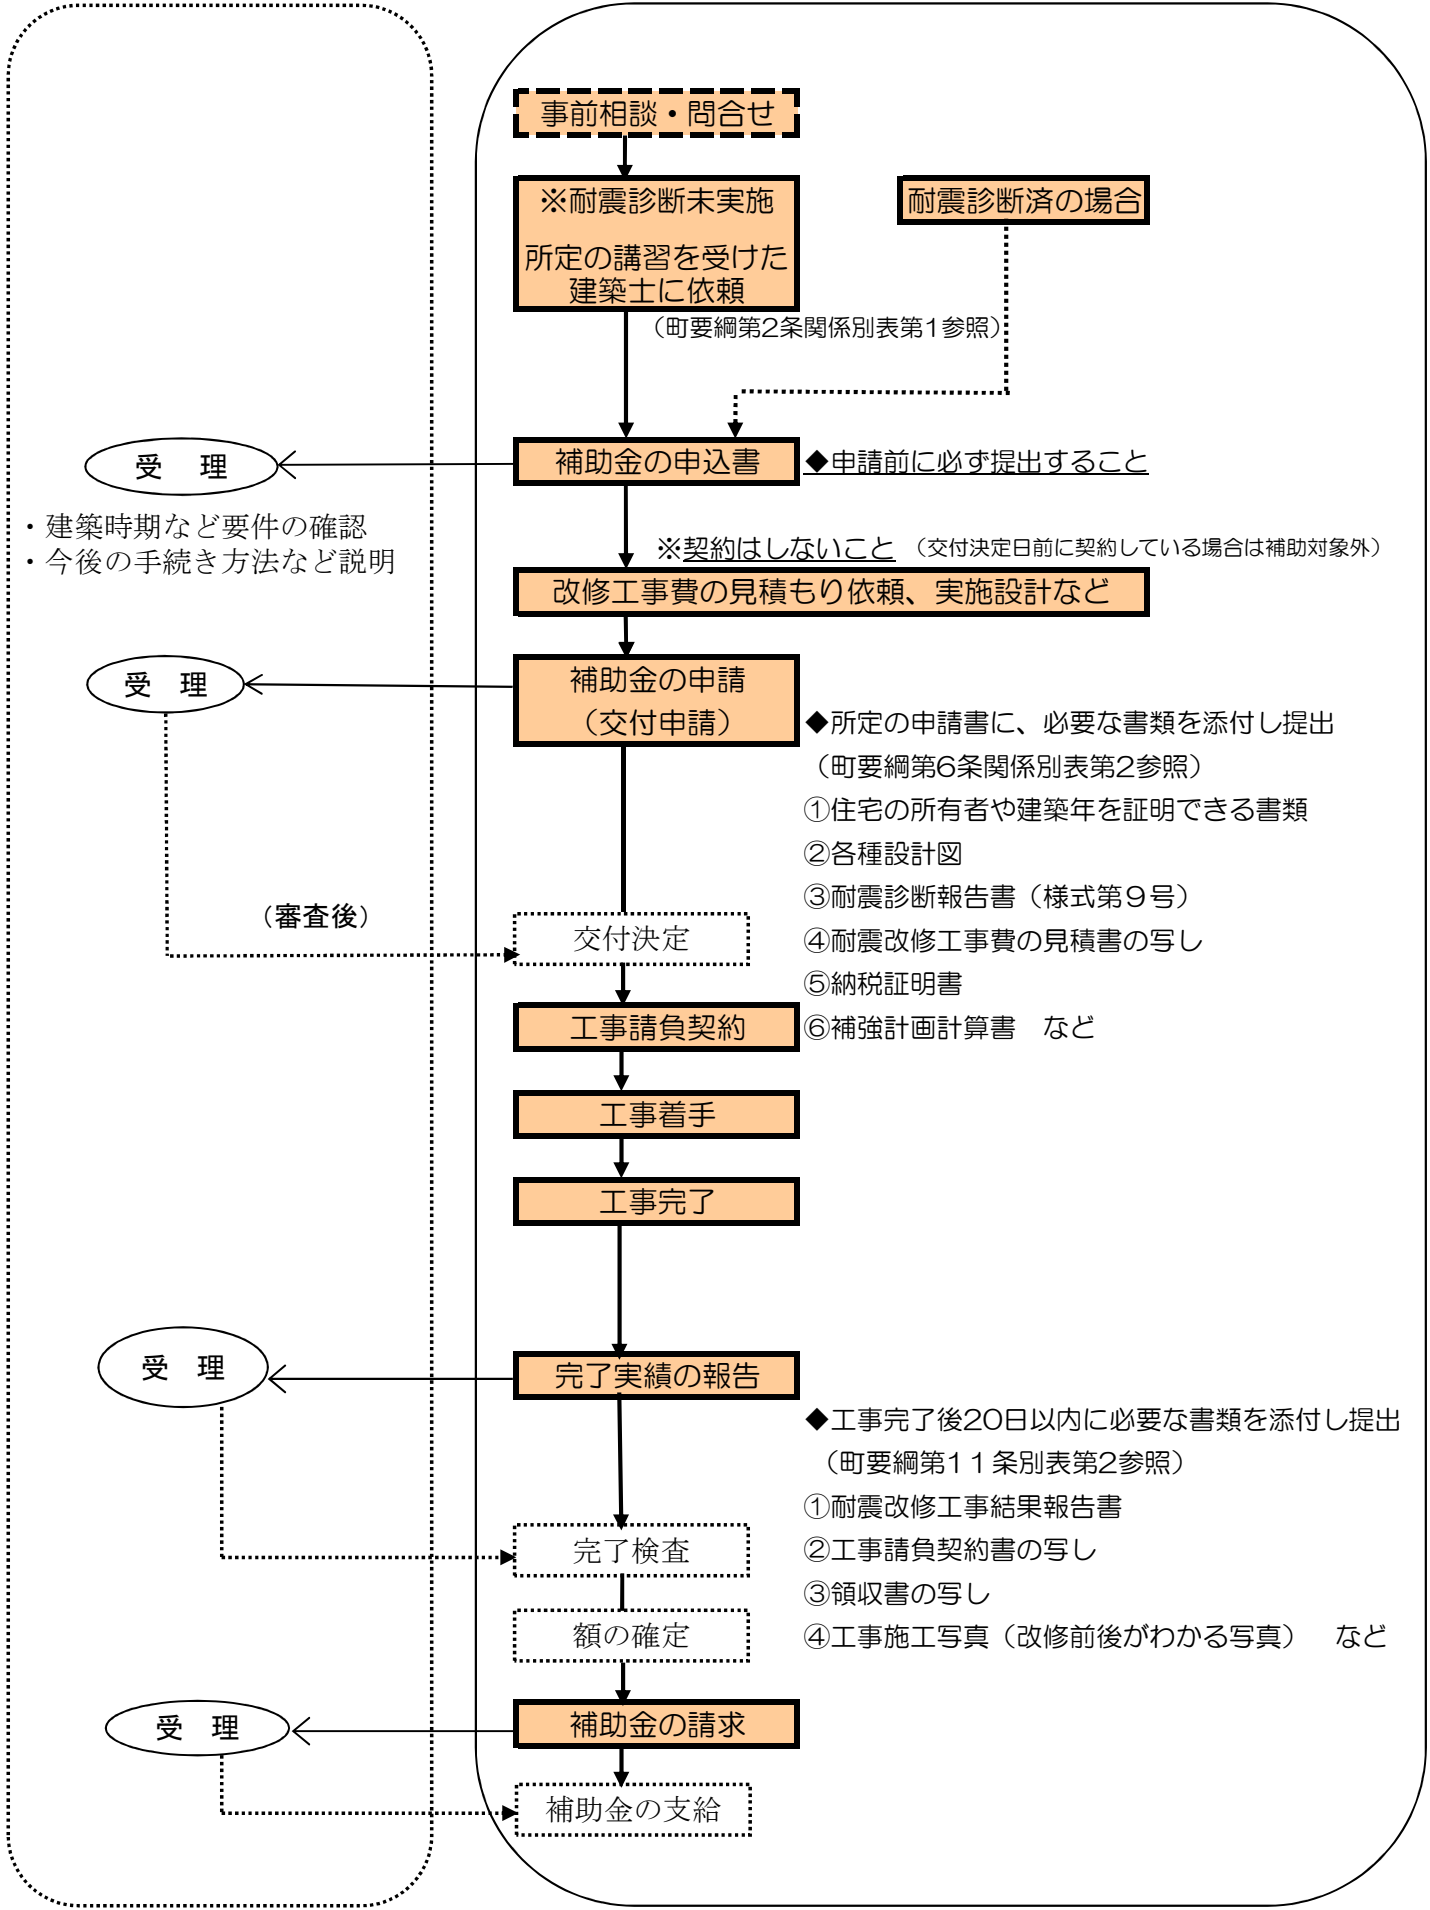 事前相談・問合せ
※耐震診断未実施
所定の講習を受けた
建築士に依頼
耐震診断済の場合
（町要綱第2条関係別表第1参照）
受　理
補助金の申込書
◆申請前に必ず提出すること
・建築時期など要件の確認
・今後の手続き方法など説明
※契約はしないこと （交付決定日前に契約している場合は補助対象外）
改修工事費の見積もり依頼、実施設計など
受　理
補助金の申請
（交付申請）
◆所定の申請書に、必要な書類を添付し提出
（町要綱第6条関係別表第2参照）
①住宅の所有者や建築年を証明できる書類
②各種設計図
③耐震診断報告書（様式第９号）
④耐震改修工事費の見積書の写し
⑤納税証明書
⑥補強計画計算書　など
（審査後）
交付決定
工事請負契約
工事着手
工事完了
受　理
完了実績の報告
◆工事完了後20日以内に必要な書類を添付し提出
（町要綱第1１条別表第2参照）
①耐震改修工事結果報告書
②工事請負契約書の写し
③領収書の写し
④工事施工写真（改修前後がわかる写真）　など
完了検査
額の確定
受　理
補助金の請求
補助金の支給